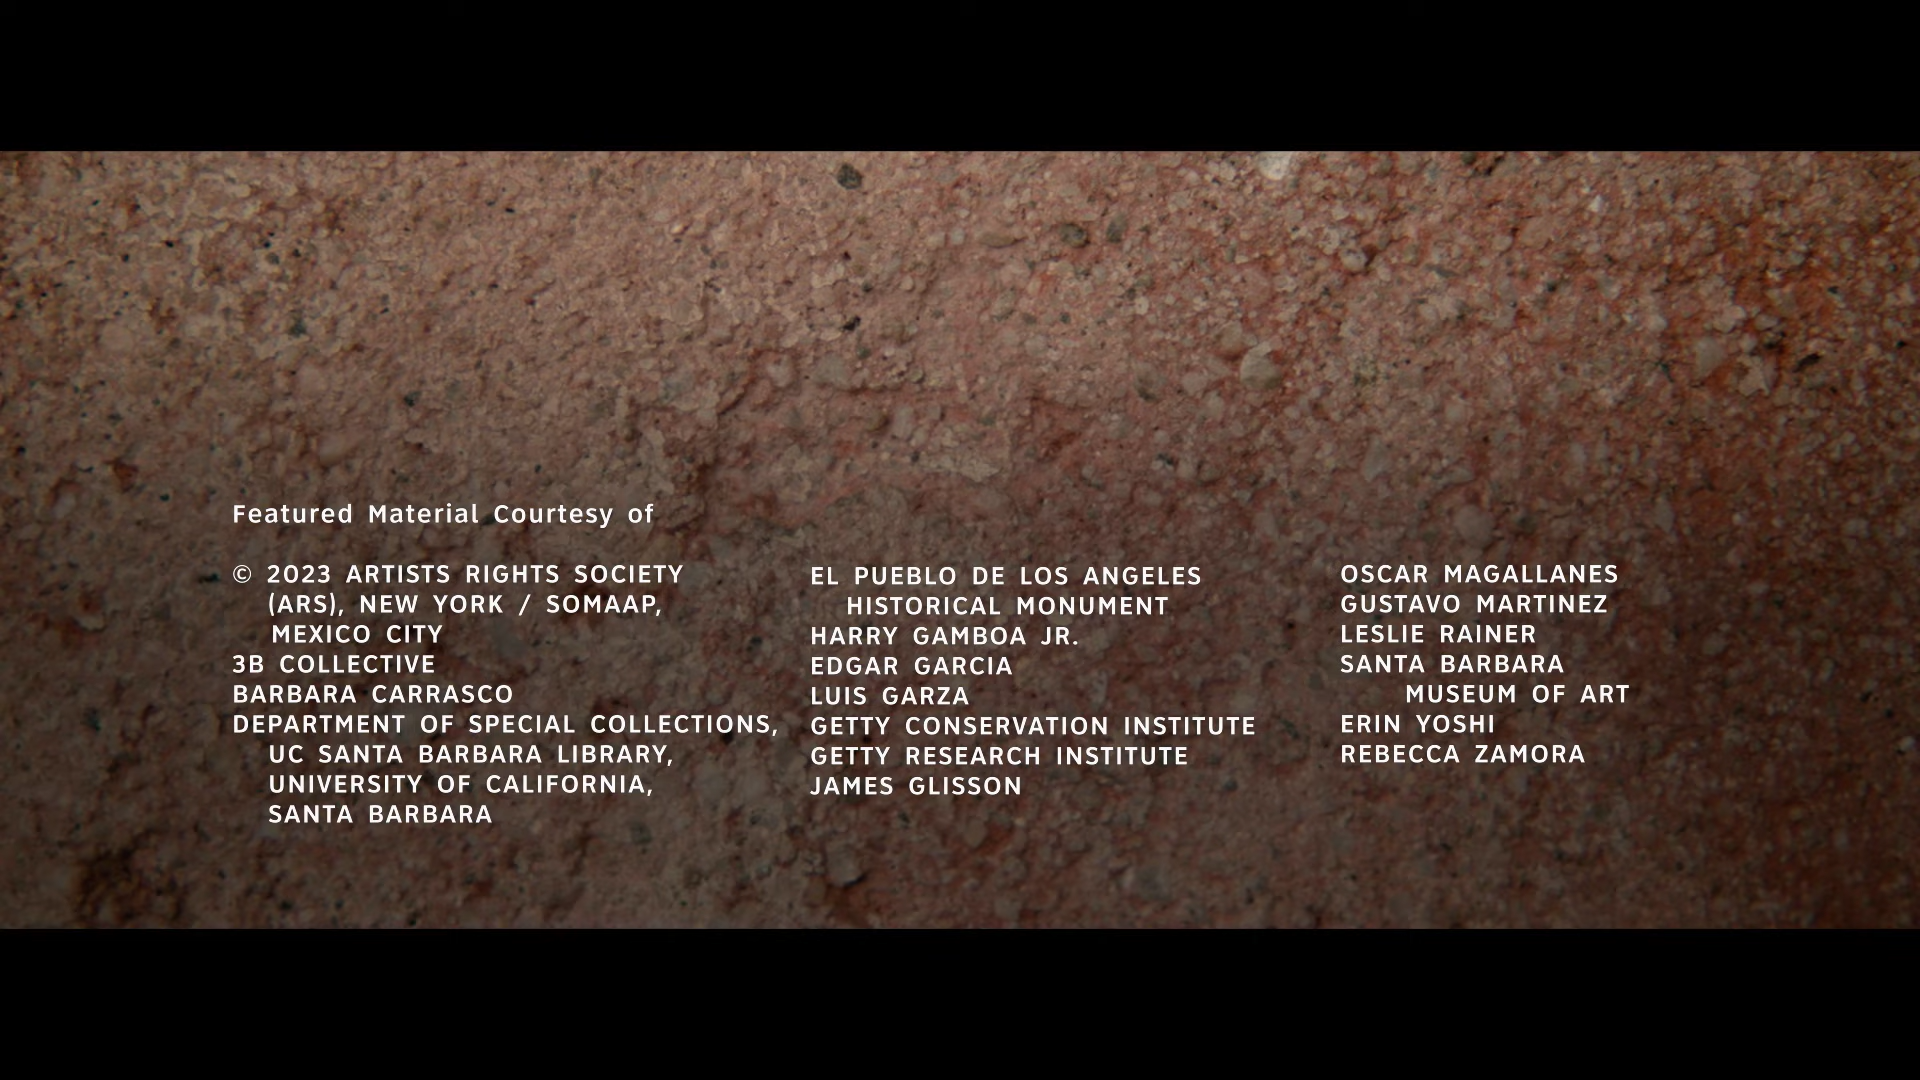 Featured Material Courtesy of
© 2023 ARTISTS RIGHTS SOCIETY
(ARS), NEW YORK / SOMAAP,
MEXICO CITY
3B COLLECTIVE
BARBARA CARRASCO
DEPARTMENT OF SPECIAL COLLECTIONS,
UC SANTA BARBARA LIBRARY,
UNIVERSITY OF CALIFORNIA,
SANTA BARBARA
EL PUEBLO DE LOS ANGELES
HISTORICAL MONUMENT
HARRY GAMBOA JR.
EDGAR GARCIA
LUIS GARZA
GETTY CONSERVATION INSTITUTE
GETTY RESEARCH INSTITUTE
JAMES GLISSON
OSCAR MAGALLANES
GUSTAVO MARTINEZ
LESLIE RAINER
SANTA BARBARA
MUSEUM OF ART
ERIN YOSHI
REBECCA ZAMORA